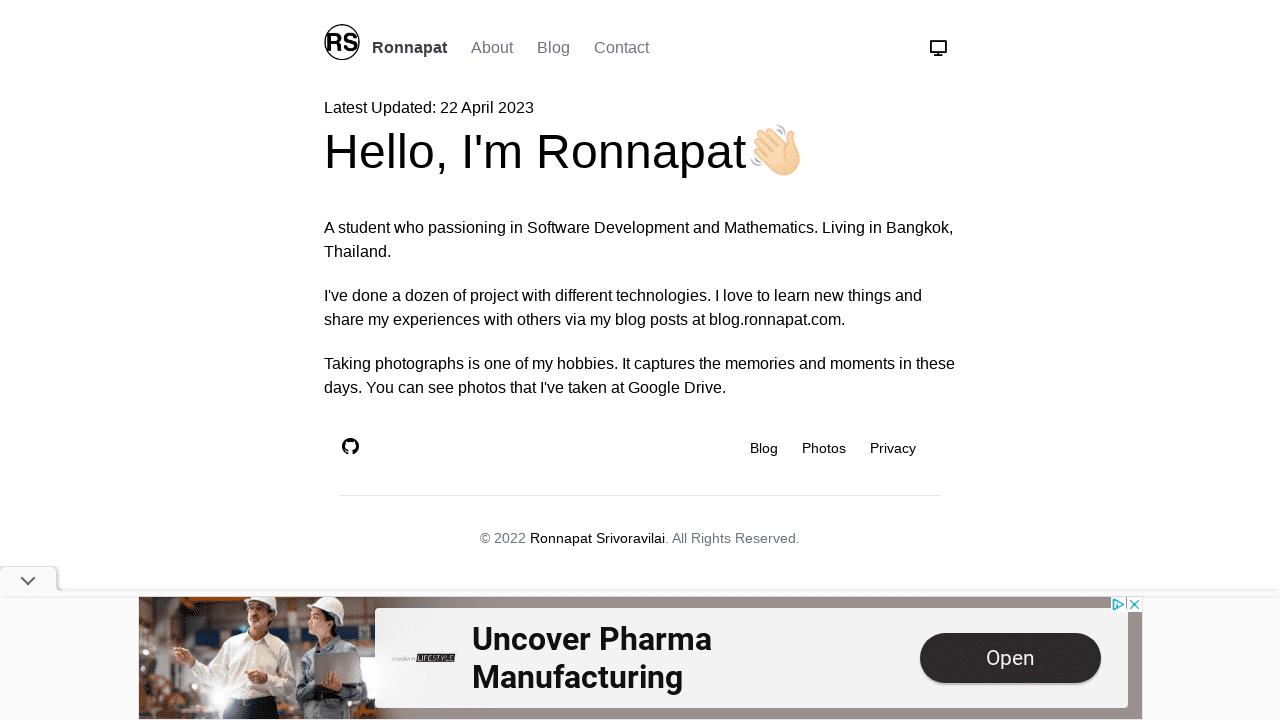 RS
Ronnapat About Blog Contact
Latest Updated: 22 April 2023
Hello, I'm Ronnapat👋🏻
A student who passioning in Software Development and Mathematics. Living in Bangkok,
Thailand.
I've done a dozen of project with different technologies. I love to learn new things and
share my experiences with others via my blog posts at blog.ronnapat.com.
Taking photographs is one of my hobbies. It captures the memories and moments in these
days. You can see photos that I've taken at Google Drive.
Blog Photos Privacy
© 2022 Ronnapat Srivoravilai. All Rights Reserved.
modern LIFESTYLE
Uncover Pharma
Manufacturing
Open